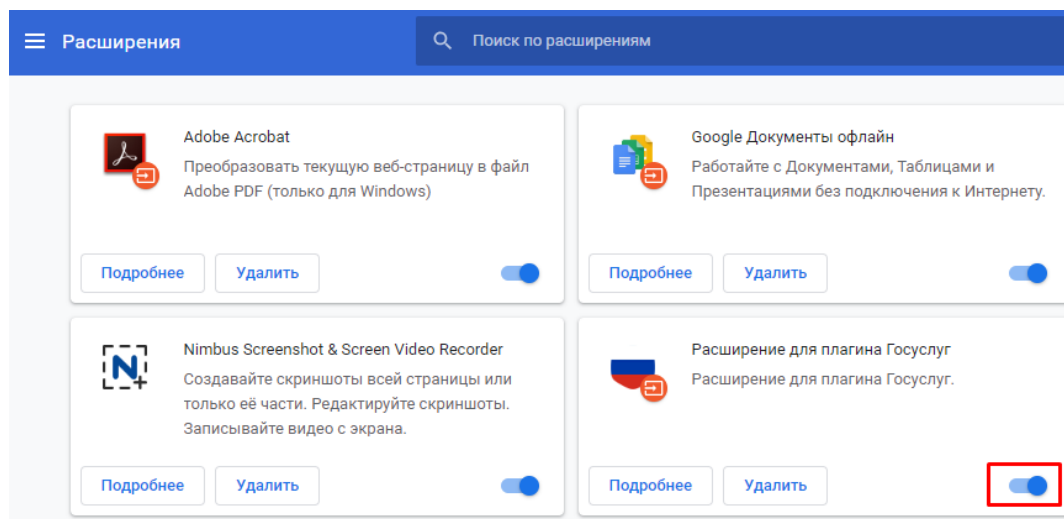 Расширения
Поиск по расширениям
Adobe Acrobat
Преобразовать текущую веб-страницу в файл
Adobe PDF (только для Windows)
Подробнее
Удалить
Google Документы офлайн
Работайте с Документами, Таблицами и
Презентациями без подключения к Интернету.
Подробнее
Удалить
Nimbus Screenshot & Screen Video Recorder
Создавайте скриншоты всей страницы или
только её части. Редактируйте скриншоты.
Записывайте видео с экрана.
Подробнее
Удалить
Расширение для плагина Госуслуг
Расширение для плагина Госуслуг.
Подробнее
Удалить